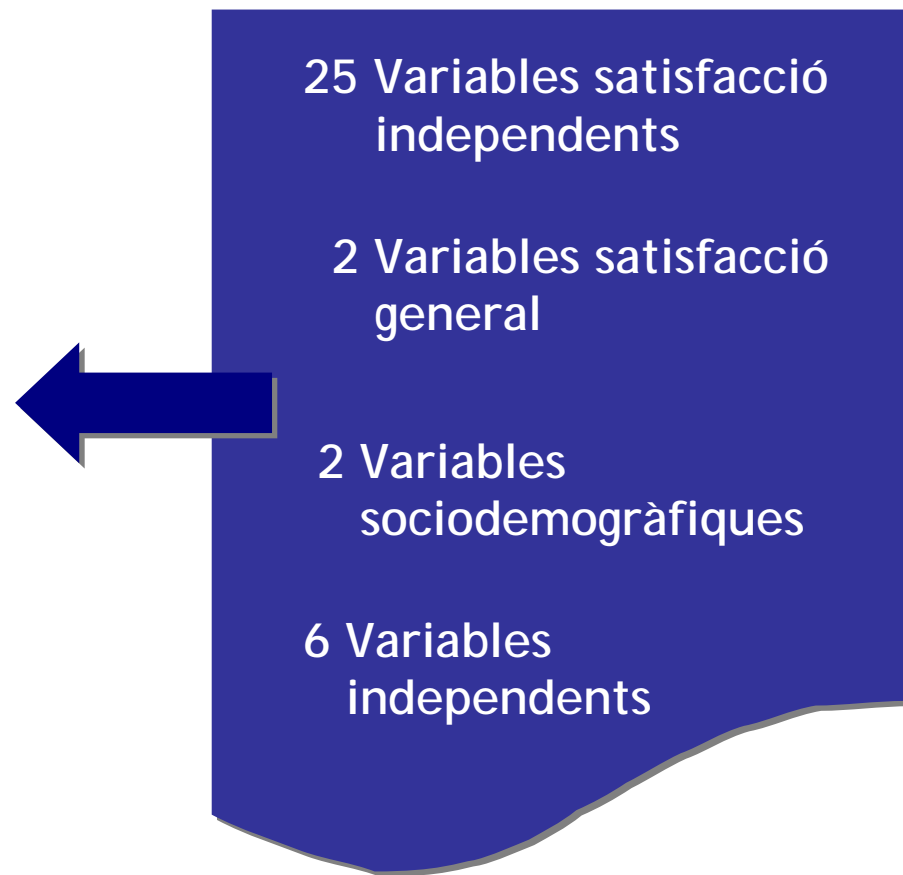 25 Variables satisfacció
independents
2 Variables satisfacció
general
2 Variables
sociodemogràfiques
6 Variables
independents